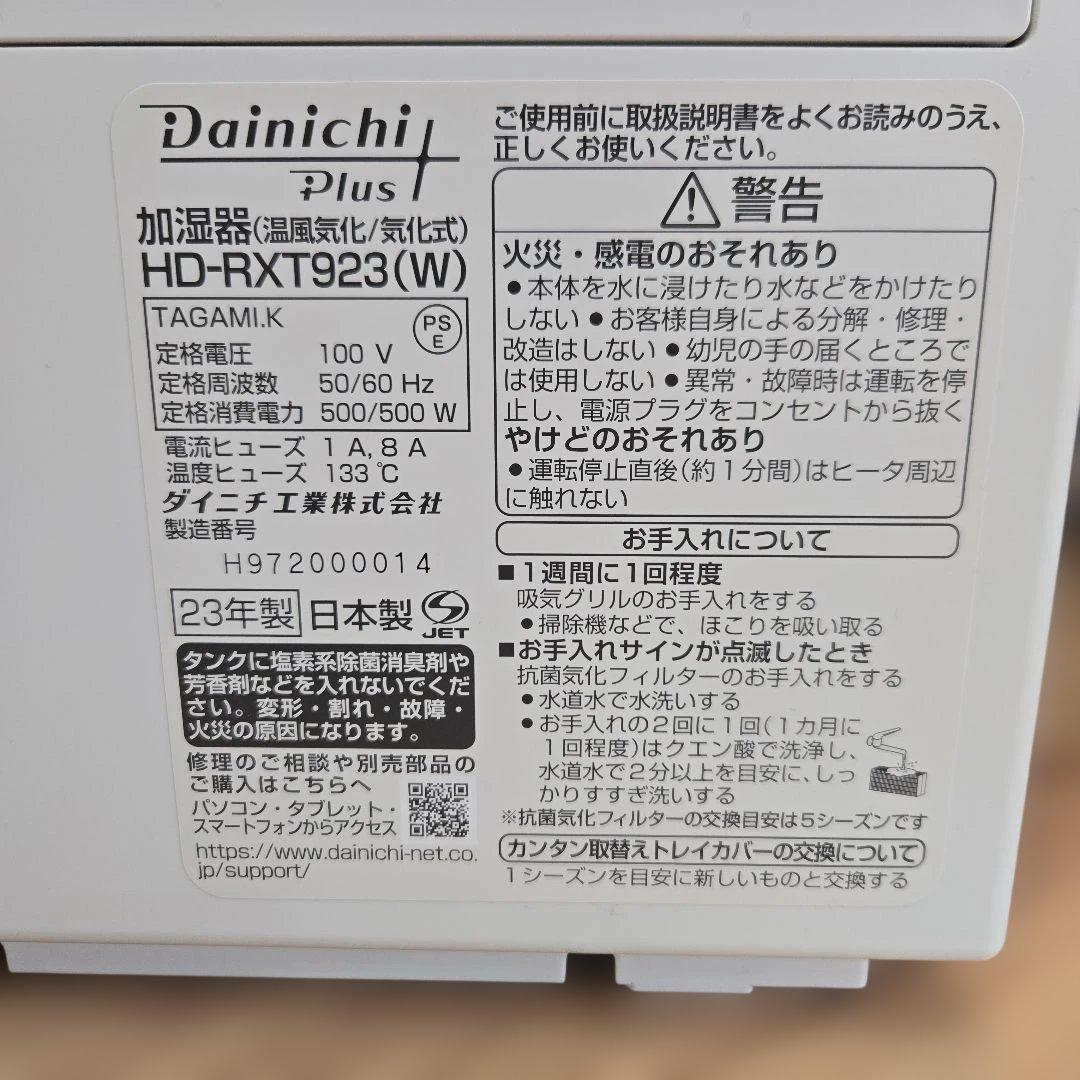 Dainichi
Plus
加湿器(温風気化/気化式)
HD-RXT923(W)
TAGAMI.K
PS
E
定格電圧 100 V
定格周波数 50/60 Hz
定格消費電力 500/500 W
電流ヒューズ 1 A, 8 A
温度ヒューズ 133 ℃
ダイニチ工業株式会社
製造番号
H972000014
23年製 日本製
JET
タンクに塩素系除菌消臭剤や
芳香剤などを入れないでくだ
さい。変形・割れ・故障・
火災の原因になります。
修理のご相談や別売部品の
ご購入はこちらへ
パソコン・タブレット・
スマートフォンからアクセス
https://www.dainichi-net.co.
jp/support/
ご使用前に取扱説明書をよくお読みのうえ、
正しくお使いください。
警告
火災・感電のおそれあり
●本体を水に浸けたり水などをかけたり
しない ●お客様自身による分解・修理・
改造はしない ●幼児の手の届くところで
は使用しない ●異常・故障時は運転を停
止し、電源プラグをコンセントから抜く
やけどのおそれあり
●運転停止直後(約1分間)はヒータ周辺
に触れない
お手入れについて
■1週間に1回程度
吸気グリルのお手入れをする
●掃除機などで、ほこりを吸い取る
■お手入れサインが点滅したとき
抗菌気化フィルターのお手入れをする
●水道水で水洗いする
●お手入れの2回に1回(1カ月に
1回程度)はクエン酸で洗浄し、
水道水で2分以上を目安に、しっ
かりすすぎ洗いする
※抗菌気化フィルターの交換目安は5シーズンです
カンタン取替えトレイカバーの交換について
1シーズンを目安に新しいものと交換する